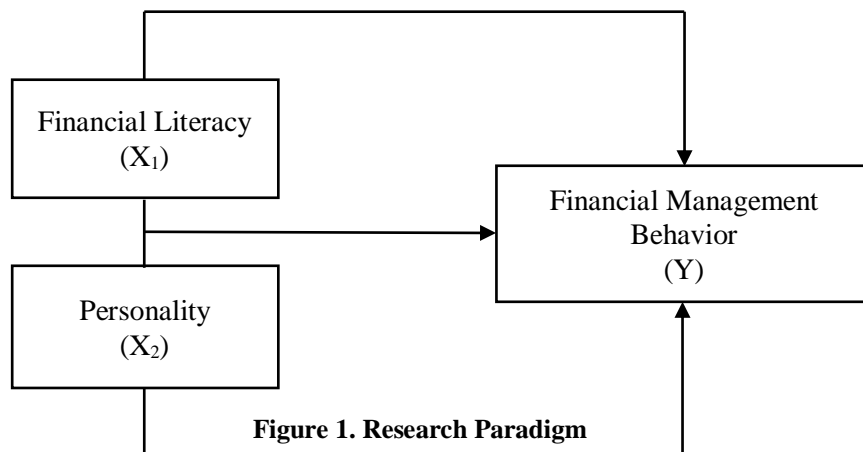 Financial Literacy
(X₁)
Financial Management
Behavior
(Y)
Personality
(X₂)
Figure 1. Research Paradigm